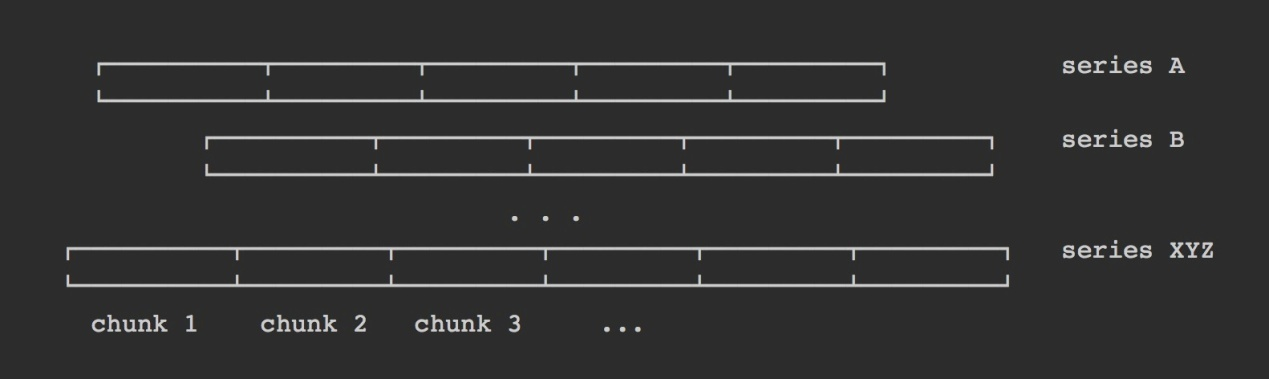 series A
series B
. . .
series XYZ
chunk 1 chunk 2 chunk 3 ...